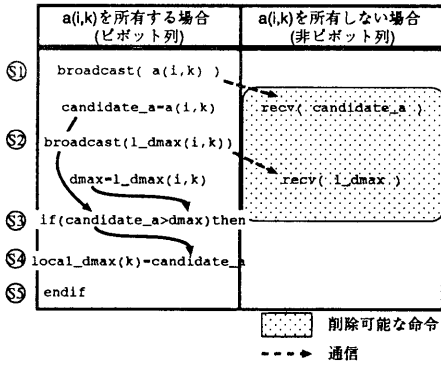 a(i,k)を所有する場合
(ピボット列)
a(i,k)を所有しない場合
(非ピボット列)
S1 broadcast( a(i,k) )
candidate_a=a(i,k)
recv( candidate_a )
S2 broadcast(l_dmax(i,k))
dmax=l_dmax(i,k)
recv( l_dmax )
S3 if(candidate_a>dmax)then
S4 local_dmax(k)=candidate_a
S5 endif
削除可能な命令
通信